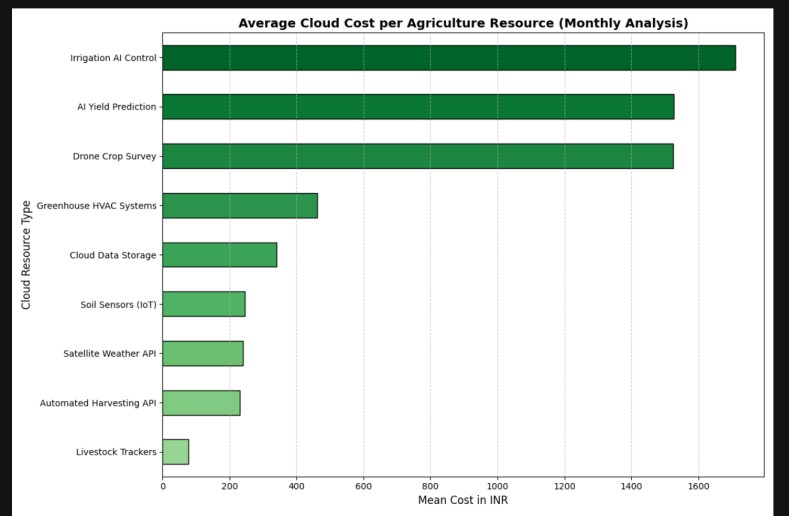 Average Cloud Cost per Agriculture Resource (Monthly Analysis)
Cloud Resource Type
Irrigation AI Control
AI Yield Prediction
Drone Crop Survey
Greenhouse HVAC Systems
Cloud Data Storage
Soil Sensors (IoT)
Satellite Weather API
Automated Harvesting API
Livestock Trackers
0 200 400 600 800 1000 1200 1400 1600
Mean Cost in INR